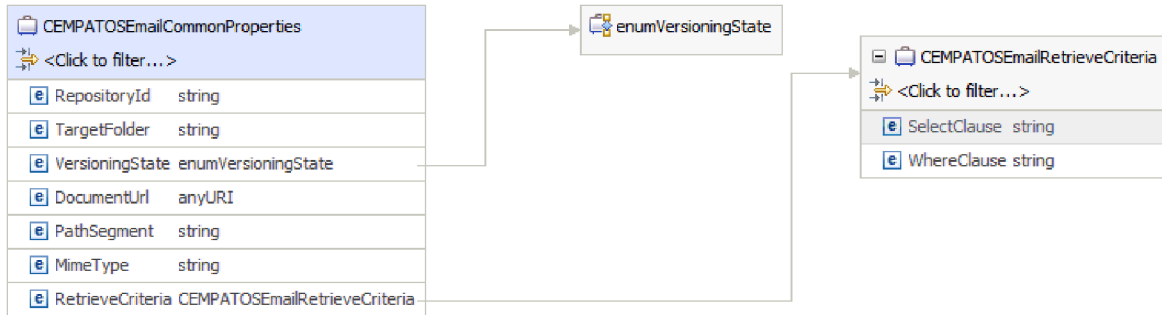 CEMPATOSEmailCommonProperties
<Click to filter...>
e RepositoryId string
e TargetFolder string
e VersioningState enumVersioningState
e DocumentUrl anyURI
e PathSegment string
e MimeType string
e RetrieveCriteria CEMPATOSEmailRetrieveCriteria
enumVersioningState
CEMPATOSEmailRetrieveCriteria
<Click to filter...>
e SelectClause string
e WhereClause string